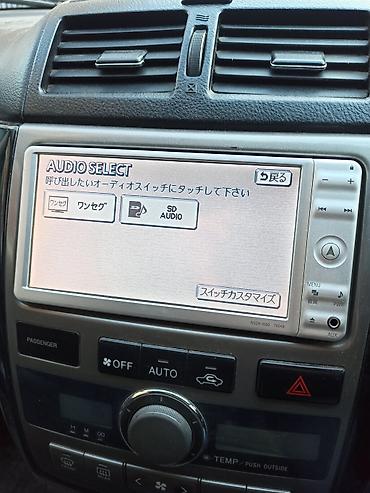 AUDIO SELECT
呼び出したいオーディオスイッチにタッチして下さい
戻る
ワンセグ ワンセグ
SD AUDIO
スイッチカスタマイズ
MENU
AUX
PASSENGER
OFF
AUTO
TEMP/PUSH OUTSIDE